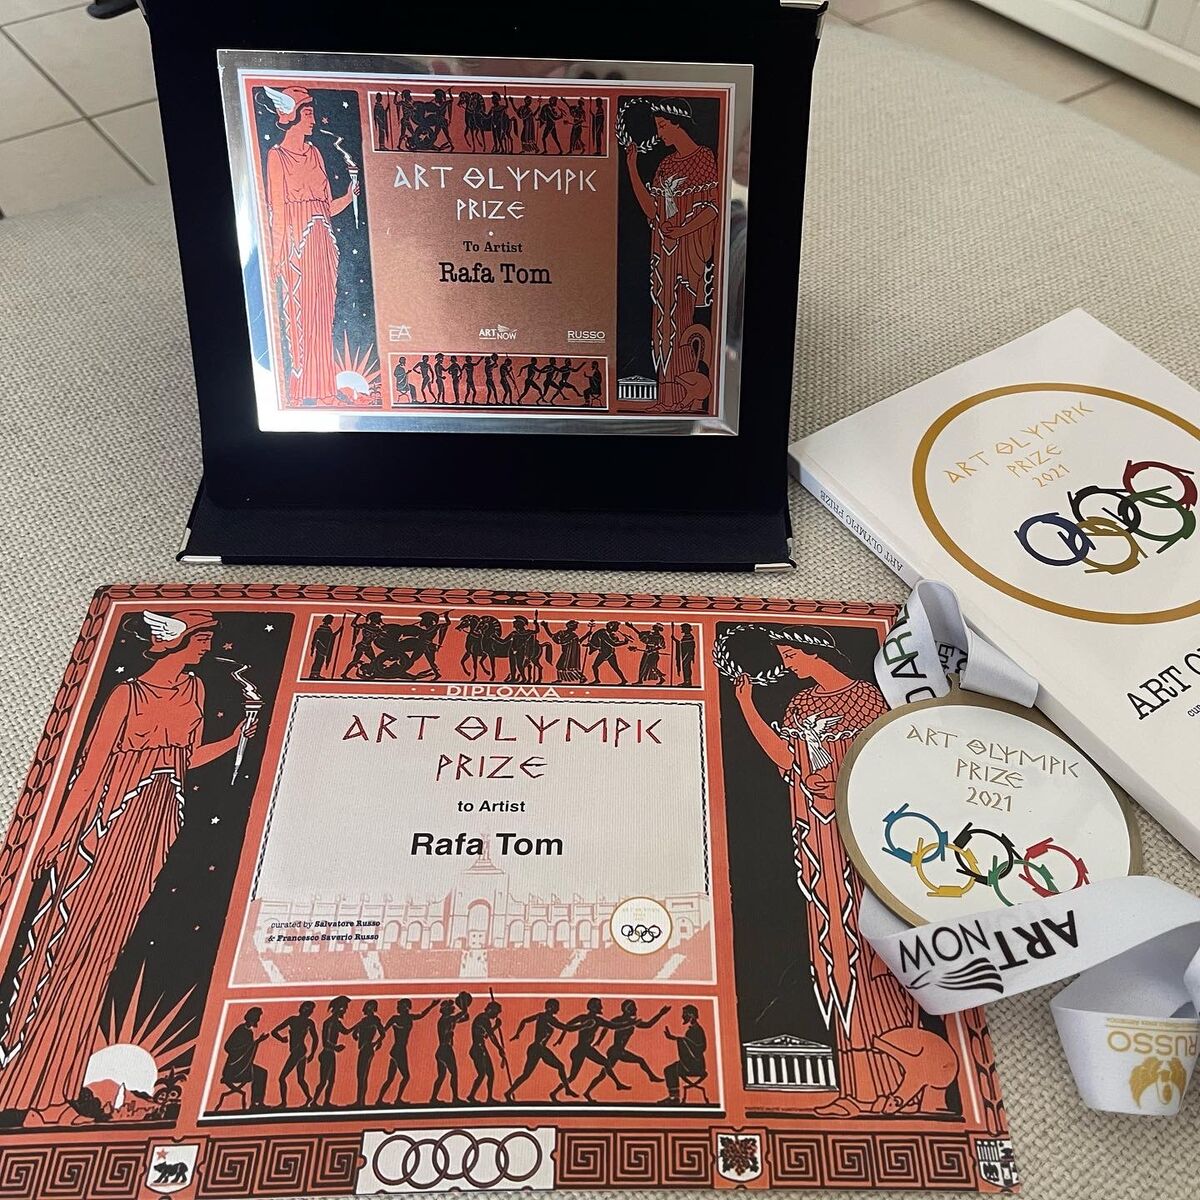 ART OLYMPIC
PRIZE
To Artist
Rafa Tom
EA
ART
NOW
RUSSO
ART OLYMPIC
PRIZE
2021
ART OLYMPIC PRIZE
DIPLOMA
ART OLYMPIC
PRIZE
to Artist
Rafa Tom
curated by Salvatore Russo
& Francesco Saverio Russo
ART OLYMPIC
PRIZE
2021
ART
NOW
RUSSO